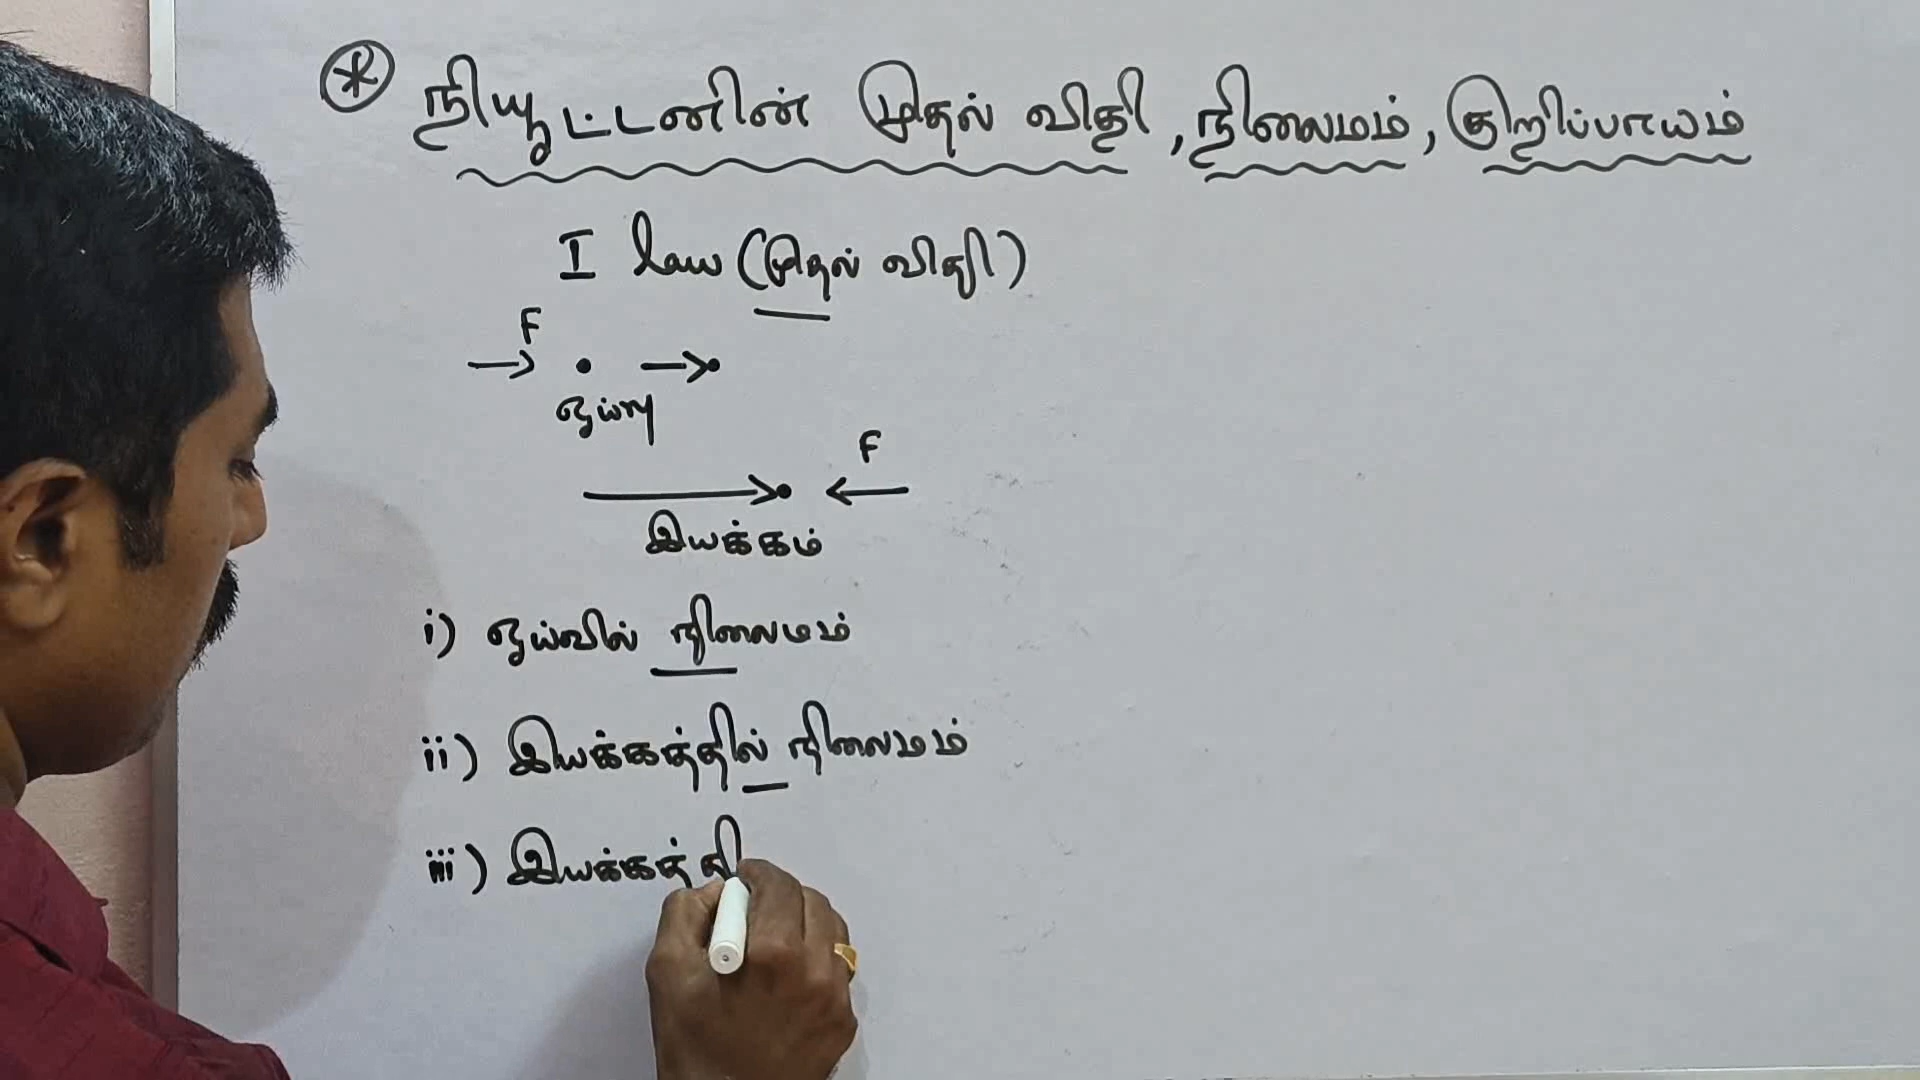 நியூட்டனின் முதல் விதி, நிலைமம், குறிப்பாயம்
I law (முதல் விதி)
F
ஓய்வு
F
இயக்கம்
i) ஓய்வில் நிலைமம்
ii) இயக்கத்தில் நிலைமம்
iii) இயக்கத்தி